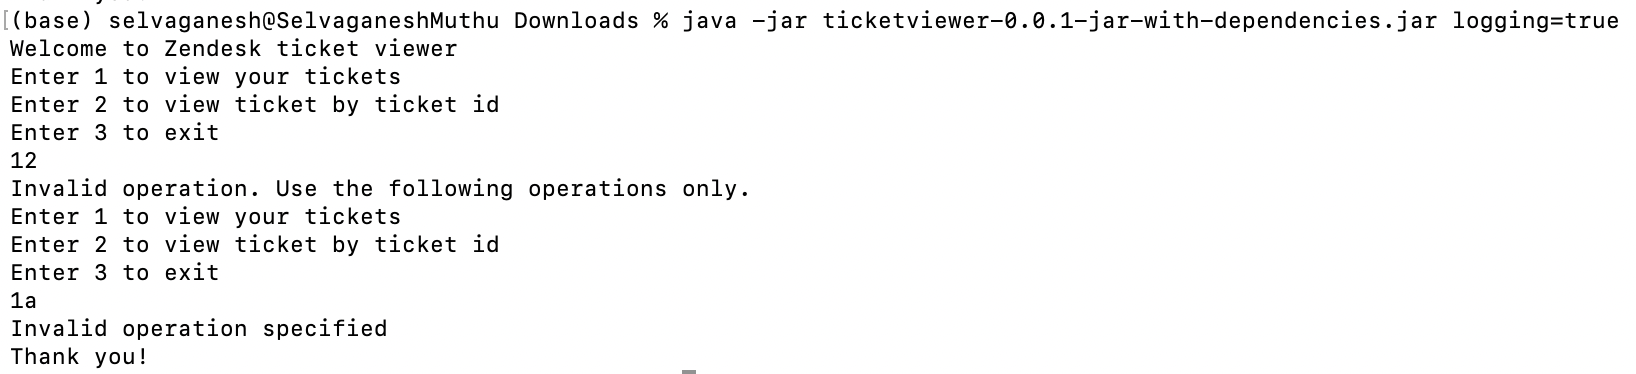 (base) selvaganesh@SelvaganeshMuthu Downloads % java -jar ticketviewer-0.0.1-jar-with-dependencies.jar logging=true
Welcome to Zendesk ticket viewer
Enter 1 to view your tickets
Enter 2 to view ticket by ticket id
Enter 3 to exit
12
Invalid operation. Use the following operations only.
Enter 1 to view your tickets
Enter 2 to view ticket by ticket id
Enter 3 to exit
1a
Invalid operation specified
Thank you!